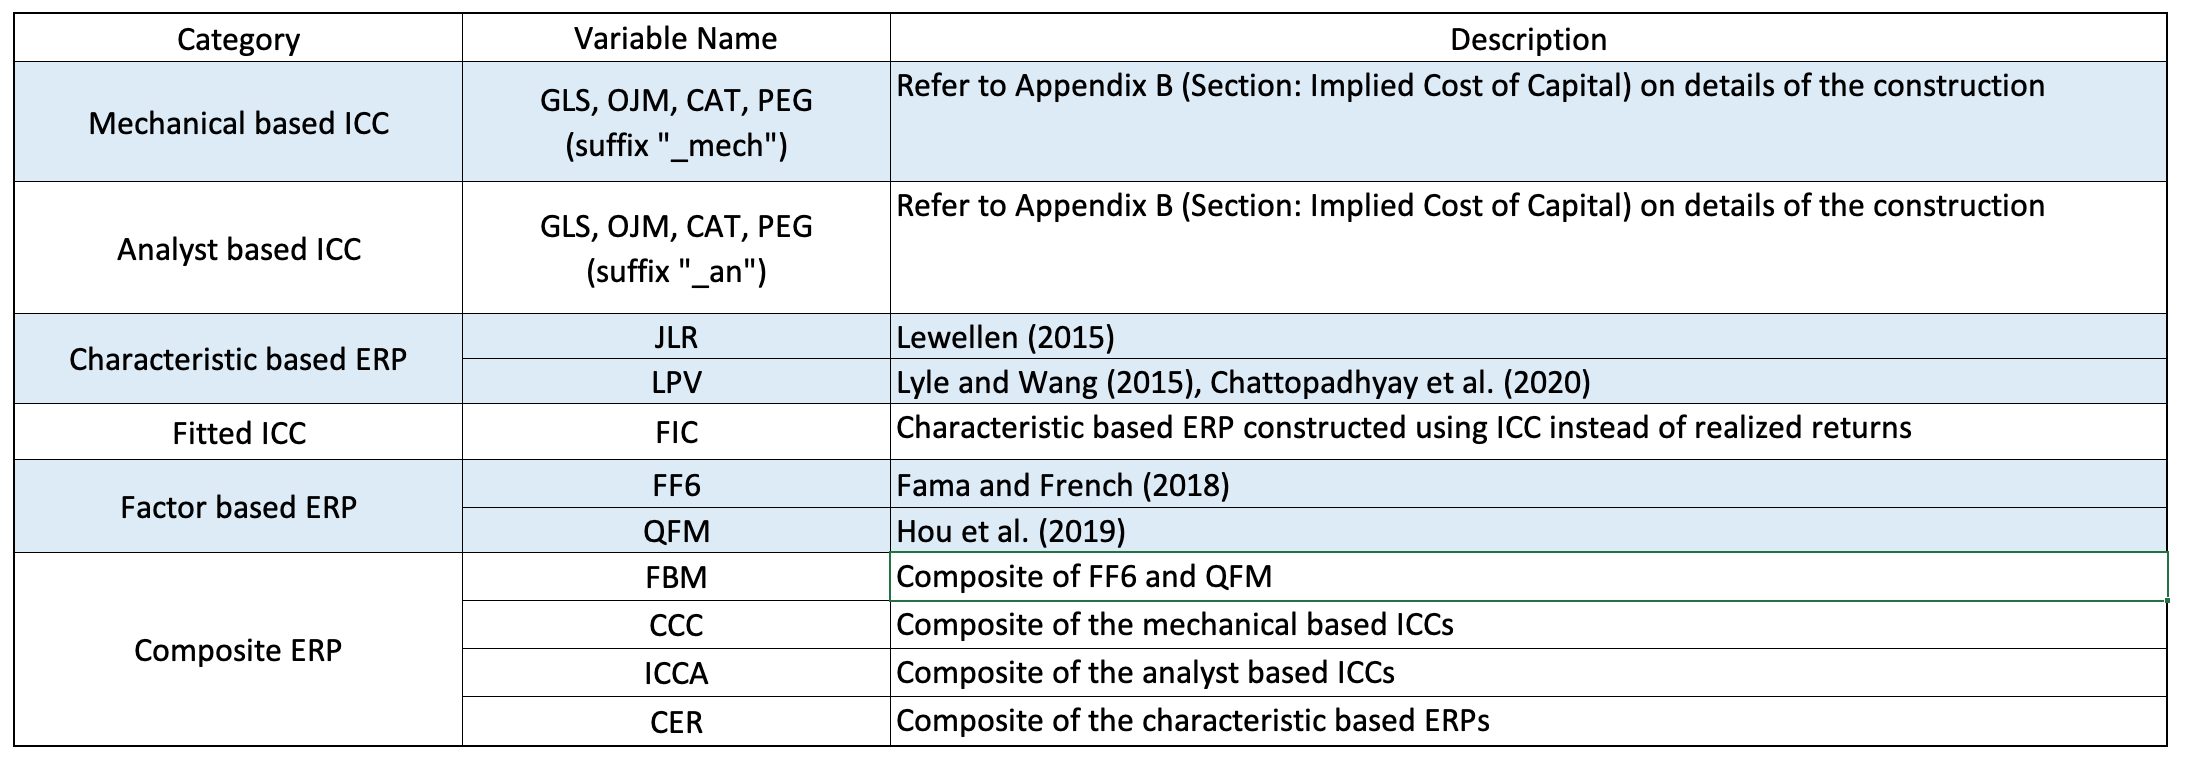 Category
Variable Name
Description
Mechanical based ICC
GLS, OJM, CAT, PEG
(suffix "_mech")
Refer to Appendix B (Section: Implied Cost of Capital) on details of the construction
Analyst based ICC
GLS, OJM, CAT, PEG
(suffix "_an")
Refer to Appendix B (Section: Implied Cost of Capital) on details of the construction
Characteristic based ERP
JLR
Lewellen (2015)
LPV
Lyle and Wang (2015), Chattopadhyay et al. (2020)
Fitted ICC
FIC
Characteristic based ERP constructed using ICC instead of realized returns
Factor based ERP
FF6
Fama and French (2018)
QFM
Hou et al. (2019)
Composite ERP
FBM
Composite of FF6 and QFM
CCC
Composite of the mechanical based ICCs
ICCA
Composite of the analyst based ICCs
CER
Composite of the characteristic based ERPs